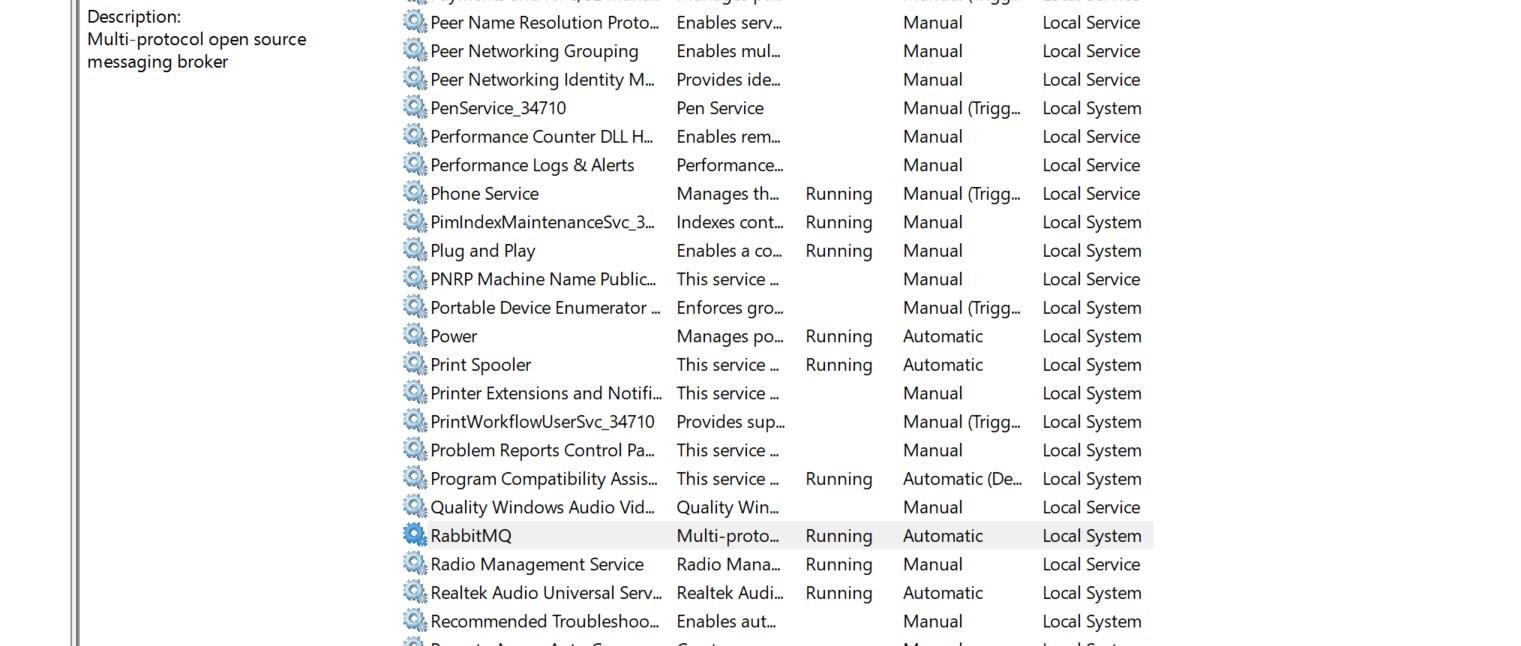 Description:
Multi-protocol open source
messaging broker
Peer Name Resolution Proto... Enables serv... Manual Local Service
Peer Networking Grouping Enables mul... Manual Local Service
Peer Networking Identity M... Provides ide... Manual Local Service
PenService_34710 Pen Service Manual (Trigg... Local System
Performance Counter DLL H... Enables rem... Manual Local Service
Performance Logs & Alerts Performance... Manual Local Service
Phone Service Manages th... Running Manual (Trigg... Local Service
PimIndexMaintenanceSvc_3... Indexes cont... Running Manual Local System
Plug and Play Enables a co... Running Manual Local System
PNRP Machine Name Public... This service ... Manual Local Service
Portable Device Enumerator ... Enforces gro... Manual (Trigg... Local System
Power Manages po... Running Automatic Local System
Print Spooler This service ... Running Automatic Local System
Printer Extensions and Notifi... This service ... Manual Local System
PrintWorkflowUserSvc_34710 Provides sup... Manual (Trigg... Local System
Problem Reports Control Pa... This service ... Manual Local System
Program Compatibility Assis... This service ... Running Automatic (De... Local System
Quality Windows Audio Vid... Quality Win... Manual Local Service
RabbitMQ Multi-proto... Running Automatic Local System
Radio Management Service Radio Mana... Running Manual Local Service
Realtek Audio Universal Serv... Realtek Audi... Running Automatic Local System
Recommended Troubleshoo... Enables aut... Manual Local System